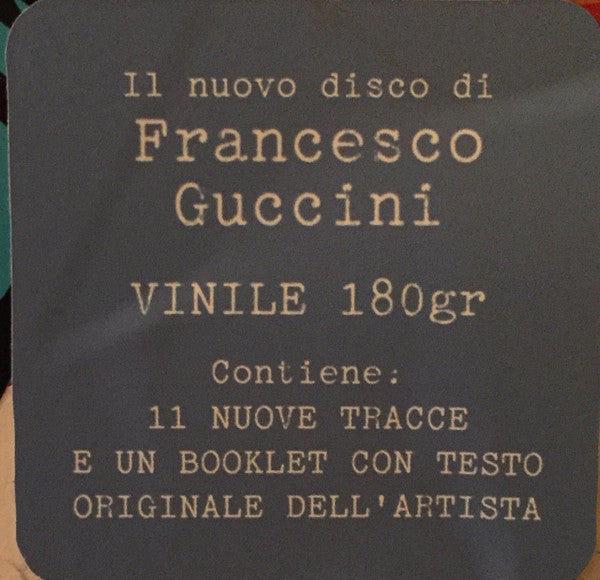 Il nuovo disco di
Francesco
Guccini
VINILE 180gr
Contiene:
11 NUOVE TRACCE
E UN BOOKLET CON TESTO
ORIGINALE DELL'ARTISTA